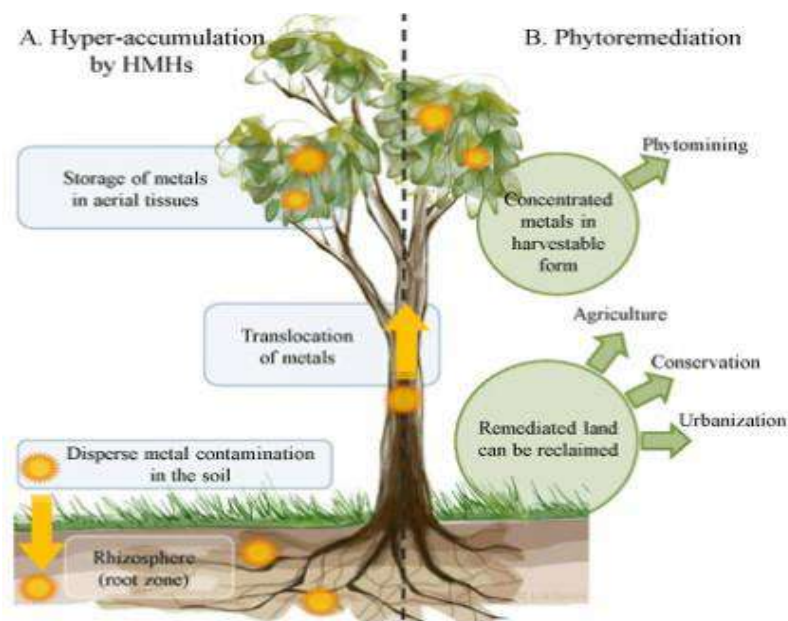 A. Hyper-accumulation
by HMHs
B. Phytoremediation
Storage of metals
in aerial tissues
Phytomining
Concentrated
metals in
harvestable
form
Translocation
of metals
Agriculture
Conservation
Urbanization
Remediated land
can be reclaimed
Disperse metal contamination
in the soil
Rhizosphere
(root zone)